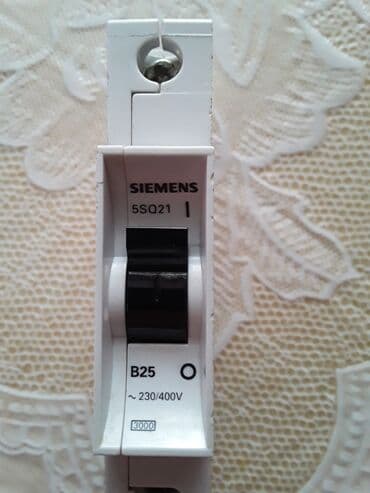 SIEMENS
5SQ21 I
B25 O
~ 230/400V
3000